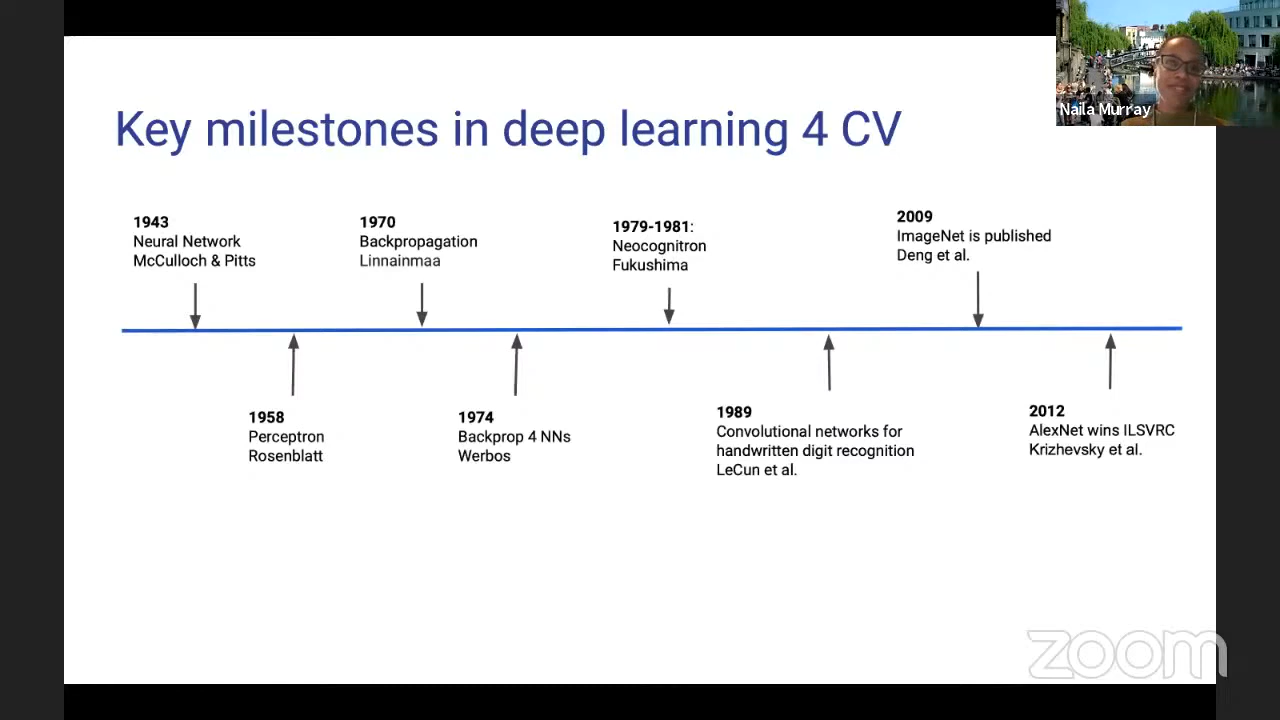 Key milestones in deep learning 4 CV
Naila Murray
1943
Neural Network
McCulloch & Pitts
1970
Backpropagation
Linnainmaa
1979-1981:
Neocognitron
Fukushima
2009
ImageNet is published
Deng et al.
1958
Perceptron
Rosenblatt
1974
Backprop 4 NNs
Werbos
1989
Convolutional networks for
handwritten digit recognition
LeCun et al.
2012
AlexNet wins ILSVRC
Krizhevsky et al.
zoom